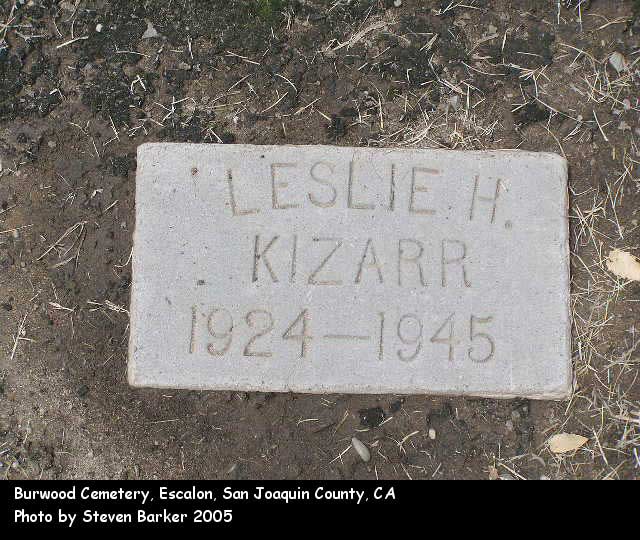 LESLIE H.
KIZARR
1924—1945
Burwood Cemetery, Escalon, San Joaquin County, CA
Photo by Steven Barker 2005